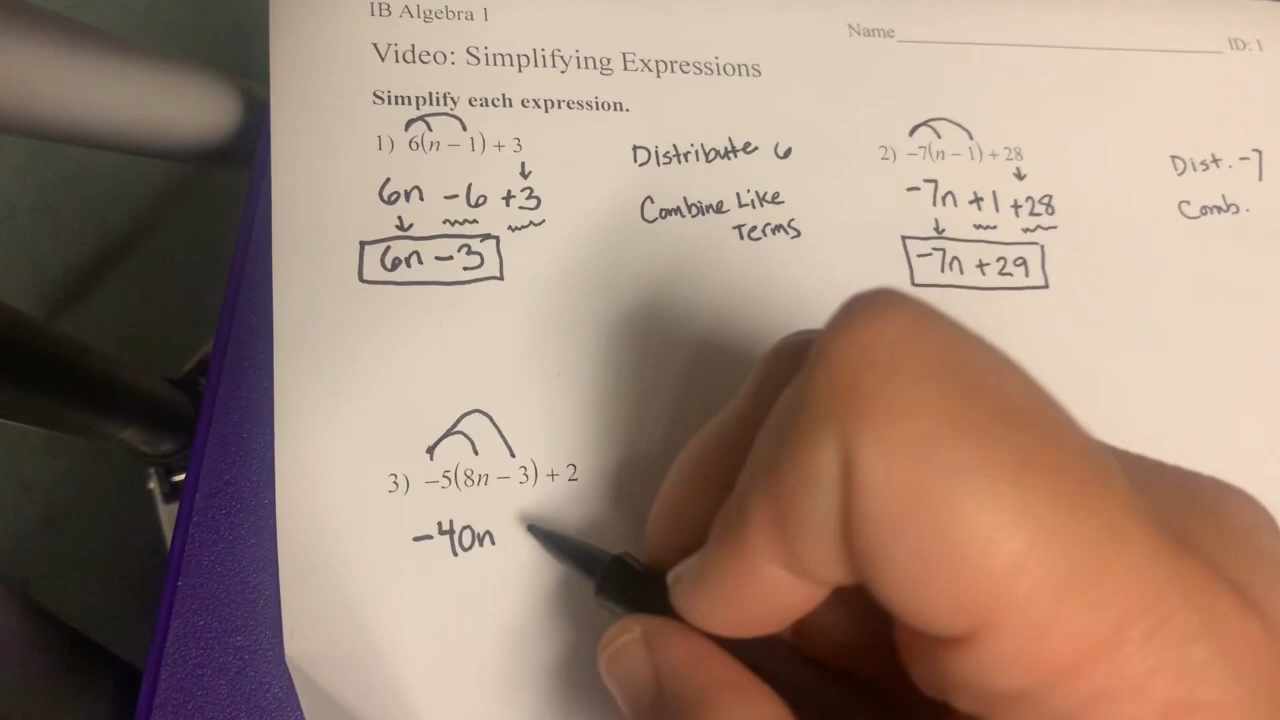 IB Algebra 1
Name
ID: 1
Video: Simplifying Expressions
Simplify each expression.
1) 6(n − 1) + 3
6n −6 +3
6n −3
Distribute 6
Combine Like
Terms
2) −7(n − 1) + 28
−7n +1 +28
−7n +29
Dist. −7
Comb.
3) −5(8n − 3) + 2
−40n